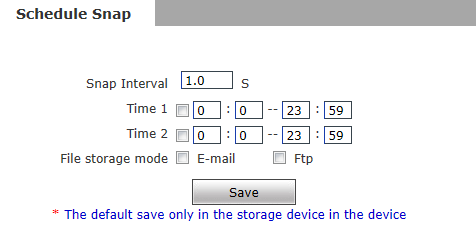 Schedule Snap
Snap Interval 1.0 S
Time 1 0 : 0 -- 23 : 59
Time 2 0 : 0 -- 23 : 59
File storage mode E-mail Ftp
Save
* The default save only in the storage device in the device